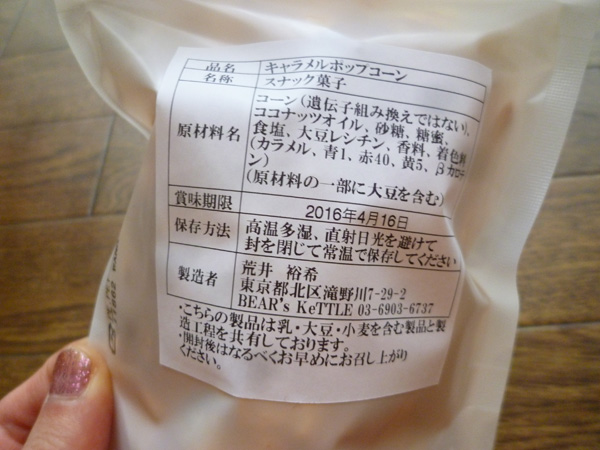 品名 キャラメルポップコーン
名称 スナック菓子
原材料名 コーン(遺伝子組み換えではない)、
ココナッツオイル、砂糖、糖蜜、
食塩、大豆レシチン、香料、着色料
(カラメル、青1、赤40、黄5、βカロチ
ン)
(原材料の一部に大豆を含む)
賞味期限 2016年4月16日
保存方法 高温多湿、直射日光を避けて
封を閉じて常温で保存してください
製造者 荒井 裕希
東京都北区滝野川7-29-2
BEAR's KeTTLE 03-6903-6737
・こちらの製品は乳・大豆・小麦を含む製品と製
造工程を共有しております。
・開封後はなるべくお早めにお召し上がり
ください。